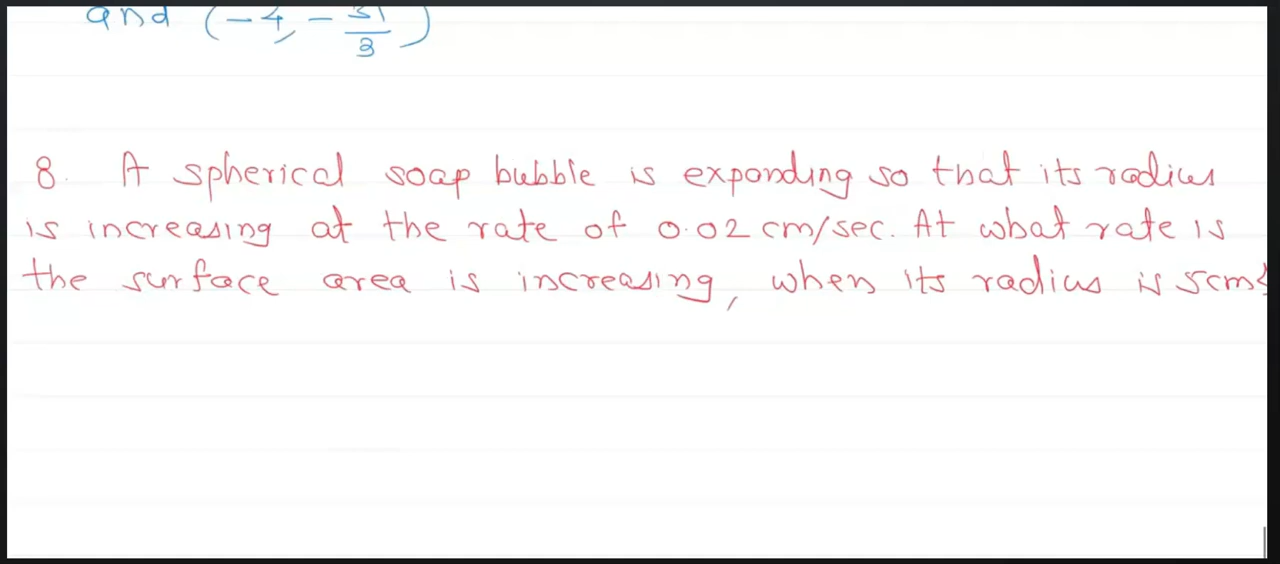 and (-4, -31/3)
8. A spherical soap bubble is expanding so that its radius
is increasing at the rate of 0.02 cm/sec. At what rate is
the surface area is increasing, when its radius is 5cm?